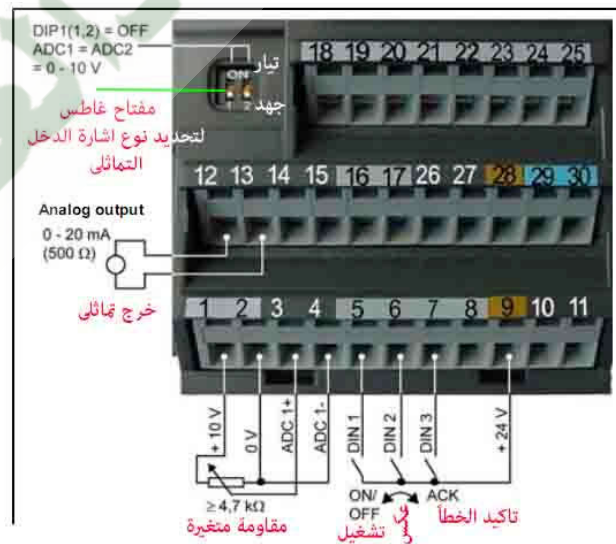 DIP1(1,2) = OFF
ADC1 = ADC2
= 0 - 10 V
تيار
ON
1 2
جهد
مفتاح غاطس
لتحديد نوع اشارة الدخل
التماثلى
18 19 20 21 22 23 24 25
12 13 14 15 16 17 26 27 28 29 30
Analog output
0 - 20 mA
(500 Ω)
خرج تماثلى
1 2 3 4 5 6 7 8 9 10 11
+ 10 V
0 V
ADC 1+
ADC 1-
DIN 1
DIN 2
DIN 3
+ 24 V
≥ 4,7 kΩ
مقاومة متغيرة
ON/
OFF
تشغيل
عكس
ACK
تاكيد الخطأ